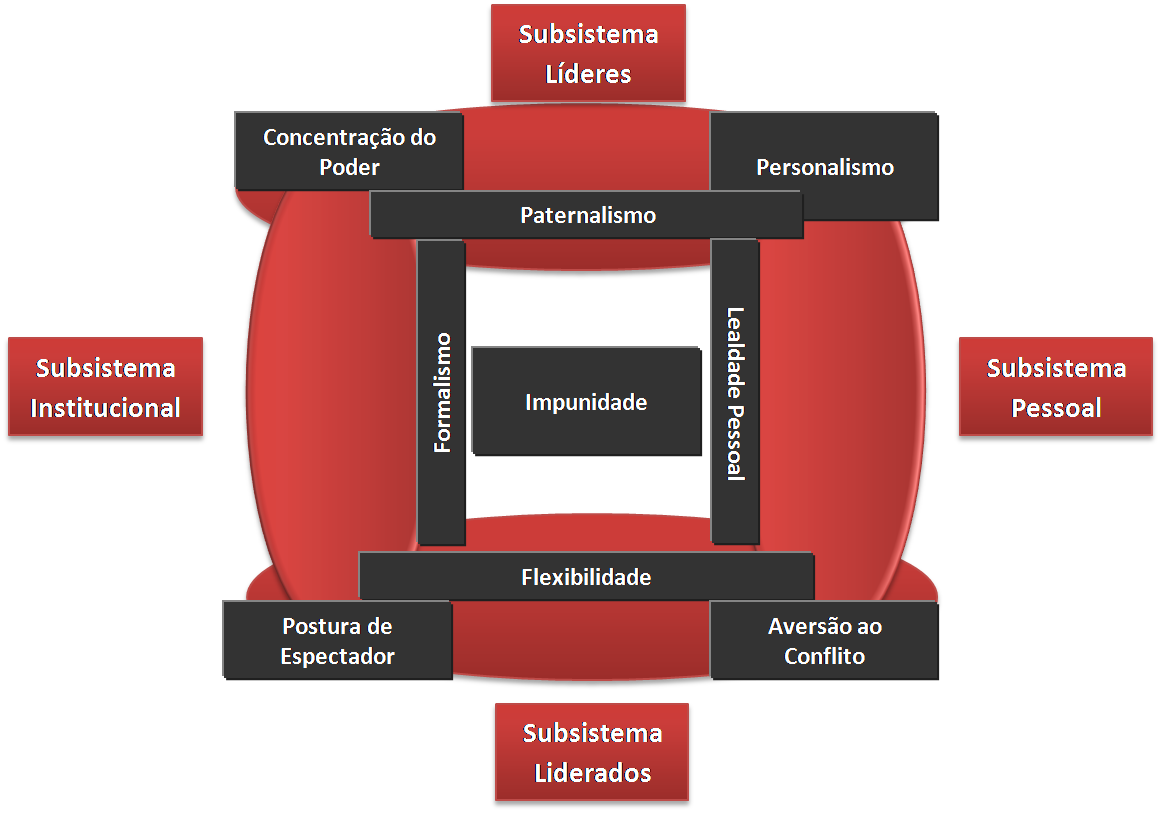 Subsistema
Líderes
Concentração do
Poder
Personalismo
Paternalismo
Subsistema
Institucional
Formalismo
Impunidade
Lealdade Pessoal
Subsistema
Pessoal
Flexibilidade
Postura de
Espectador
Aversão ao
Conflito
Subsistema
Liderados